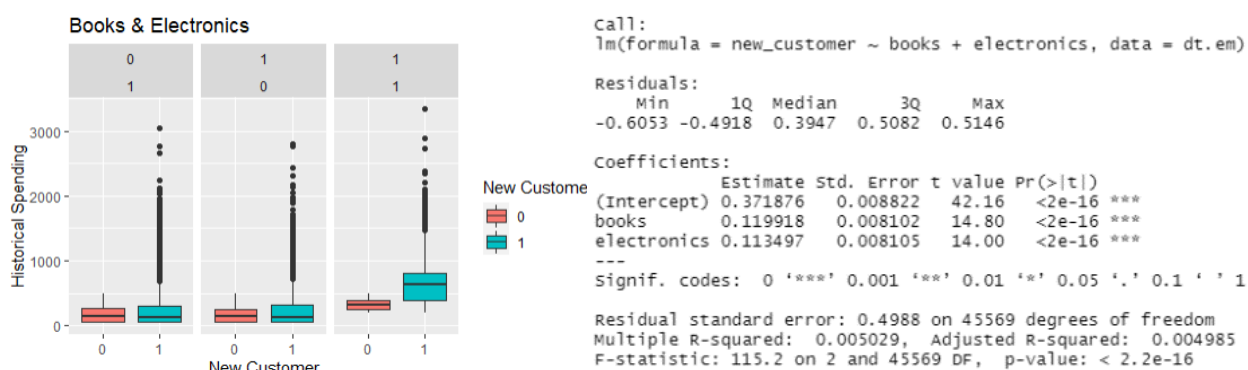 Books & Electronics
0
1
1
1
0
1
Historical Spending
3000
2000
1000
0
0
1
0
1
0
1
New Customer
New Custome
0
1
Call:
lm(formula = new_customer ~ books + electronics, data = dt.em)
Residuals:
Min 1Q Median 3Q Max
-0.6053 -0.4918 0.3947 0.5082 0.5146
Coefficients:
Estimate Std. Error t value Pr(>|t|)
(Intercept) 0.371876 0.008822 42.16 <2e-16 ***
books 0.119918 0.008102 14.80 <2e-16 ***
electronics 0.113497 0.008105 14.00 <2e-16 ***
---
Signif. codes: 0 ‘***’ 0.001 ‘**’ 0.01 ‘*’ 0.05 ‘.’ 0.1 ‘ ’ 1
Residual standard error: 0.4988 on 45569 degrees of freedom
Multiple R-squared: 0.005029, Adjusted R-squared: 0.004985
F-statistic: 115.2 on 2 and 45569 DF, p-value: < 2.2e-16